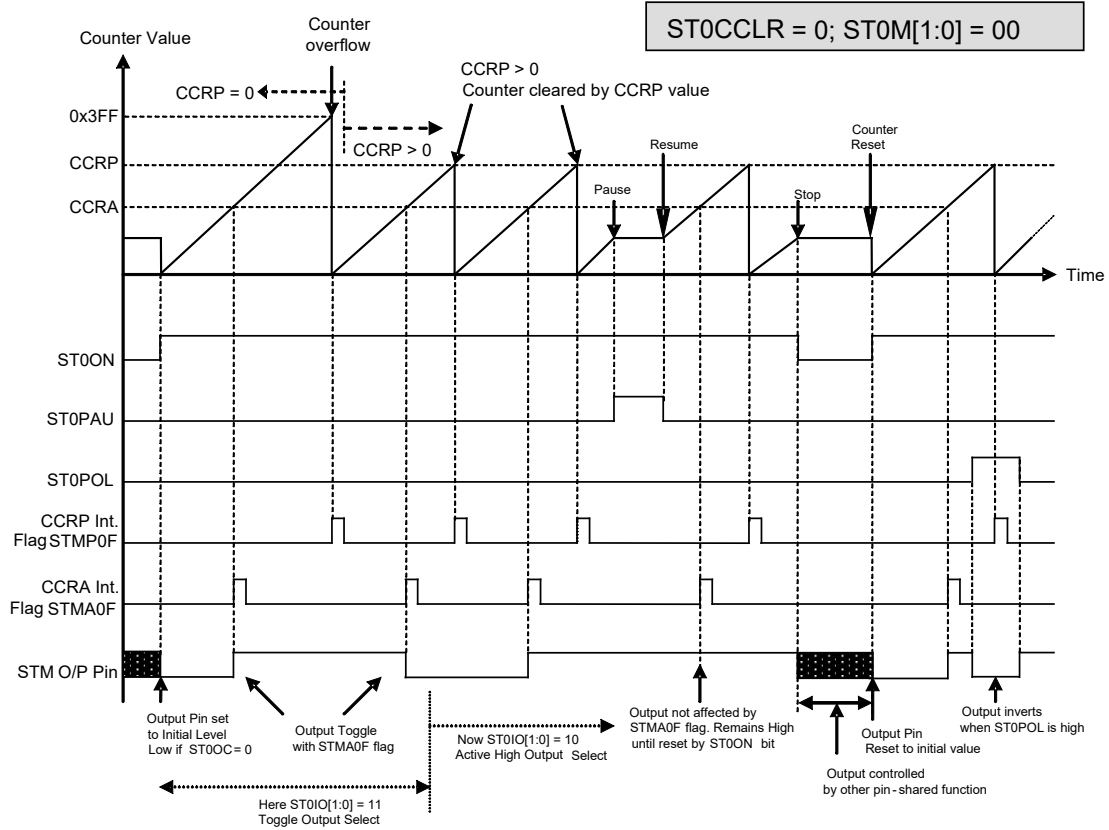 ST0CCLR = 0; ST0M[1:0] = 00
Counter Value
Counter
overflow
CCRP = 0
CCRP > 0
CCRP > 0
Counter cleared by CCRP value
0x3FF
CCRP
CCRA
Pause
Resume
Stop
Counter
Reset
Time
ST0ON
ST0PAU
ST0POL
CCRP Int.
Flag STMP0F
CCRA Int.
Flag STMA0F
STM O/P Pin
Output Pin set
to Initial Level
Low if ST0OC = 0
Output Toggle
with STMA0F flag
Here ST0IO[1:0] = 11
Toggle Output Select
Now ST0IO[1:0] = 10
Active High Output Select
Output not affected by
STMA0F flag. Remains High
until reset by ST0ON bit
Output Pin
Reset to initial value
Output controlled
by other pin-shared function
Output inverts
when ST0POL is high